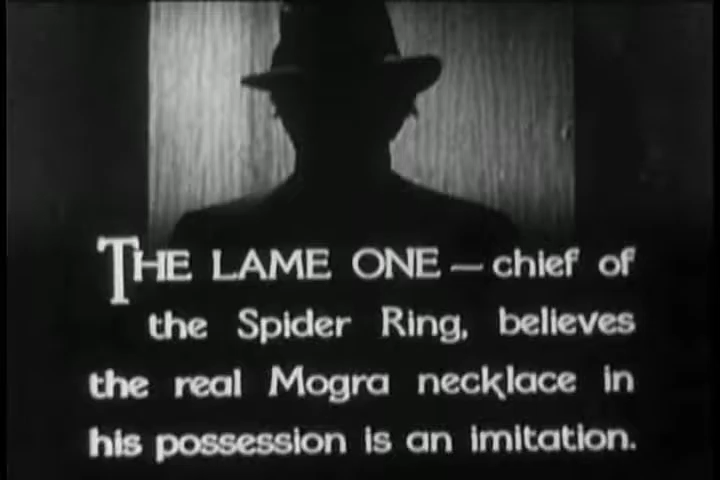 THE LAME ONE — chief of
the Spider Ring, believes
the real Mogra necklace in
his possession is an imitation.